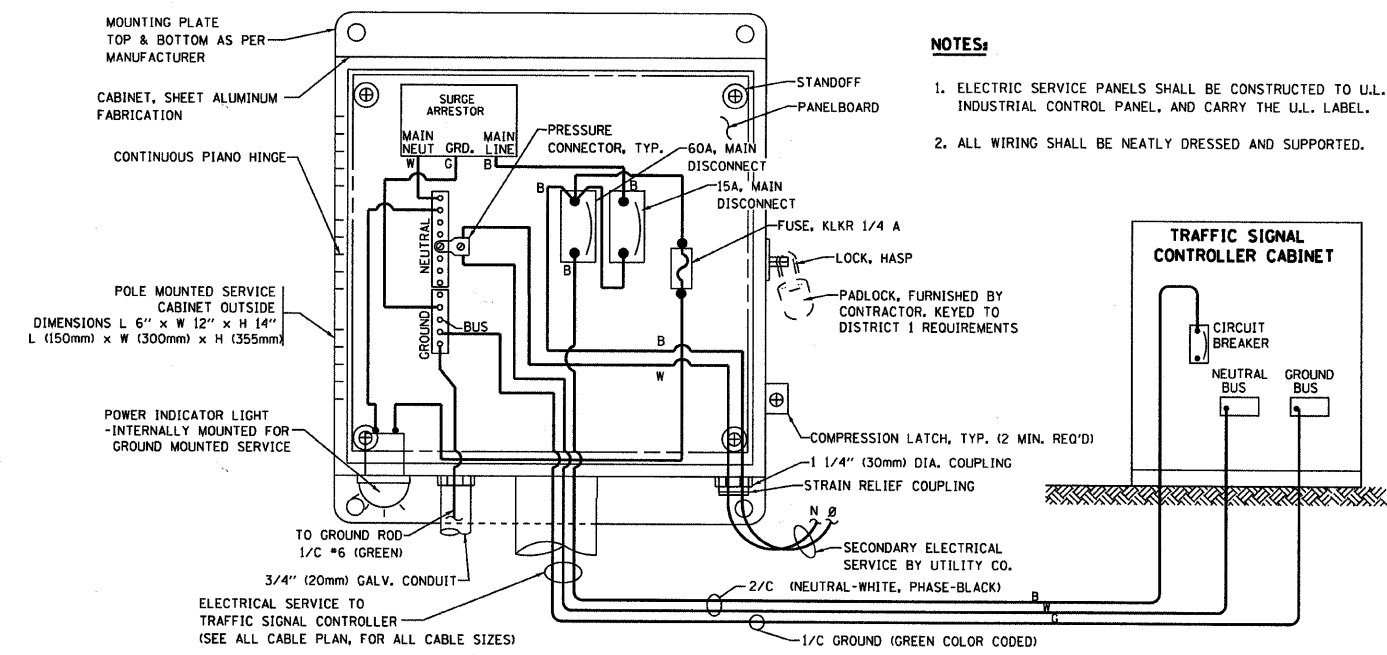 MOUNTING PLATE
TOP & BOTTOM AS PER
MANUFACTURER
CABINET, SHEET ALUMINUM
FABRICATION
CONTINUOUS PIANO HINGE
POLE MOUNTED SERVICE
CABINET OUTSIDE
DIMENSIONS L 6" x W 12" x H 14"
L (150mm) x W (300mm) x H (355mm)
POWER INDICATOR LIGHT
-INTERNALLY MOUNTED FOR
GROUND MOUNTED SERVICE
TO GROUND ROD
1/C #6 (GREEN)
3/4" (20mm) GALV. CONDUIT
ELECTRICAL SERVICE TO
TRAFFIC SIGNAL CONTROLLER
(SEE ALL CABLE PLAN, FOR ALL CABLE SIZES)
SURGE
ARRESTOR
MAIN
NEUT
GRD.
MAIN
LINE
W
G
B
PRESSURE
CONNECTOR, TYP.
NEUTRAL
GROUND
BUS
B
B
B
B
W
STANDOFF
PANELBOARD
60A, MAIN
DISCONNECT
15A, MAIN
DISCONNECT
FUSE, KLKR 1/4 A
LOCK, HASP
PADLOCK, FURNISHED BY
CONTRACTOR. KEYED TO
DISTRICT 1 REQUIREMENTS
COMPRESSION LATCH, TYP. (2 MIN. REQ'D)
1 1/4" (30mm) DIA. COUPLING
STRAIN RELIEF COUPLING
N Ø
SECONDARY ELECTRICAL
SERVICE BY UTILITY CO.
2/C (NEUTRAL-WHITE, PHASE-BLACK)
B
W
G
1/C GROUND (GREEN COLOR CODED)
NOTES:
1. ELECTRIC SERVICE PANELS SHALL BE CONSTRUCTED TO U.L.
INDUSTRIAL CONTROL PANEL, AND CARRY THE U.L. LABEL.
2. ALL WIRING SHALL BE NEATLY DRESSED AND SUPPORTED.
TRAFFIC SIGNAL
CONTROLLER CABINET
CIRCUIT
BREAKER
NEUTRAL
BUS
GROUND
BUS